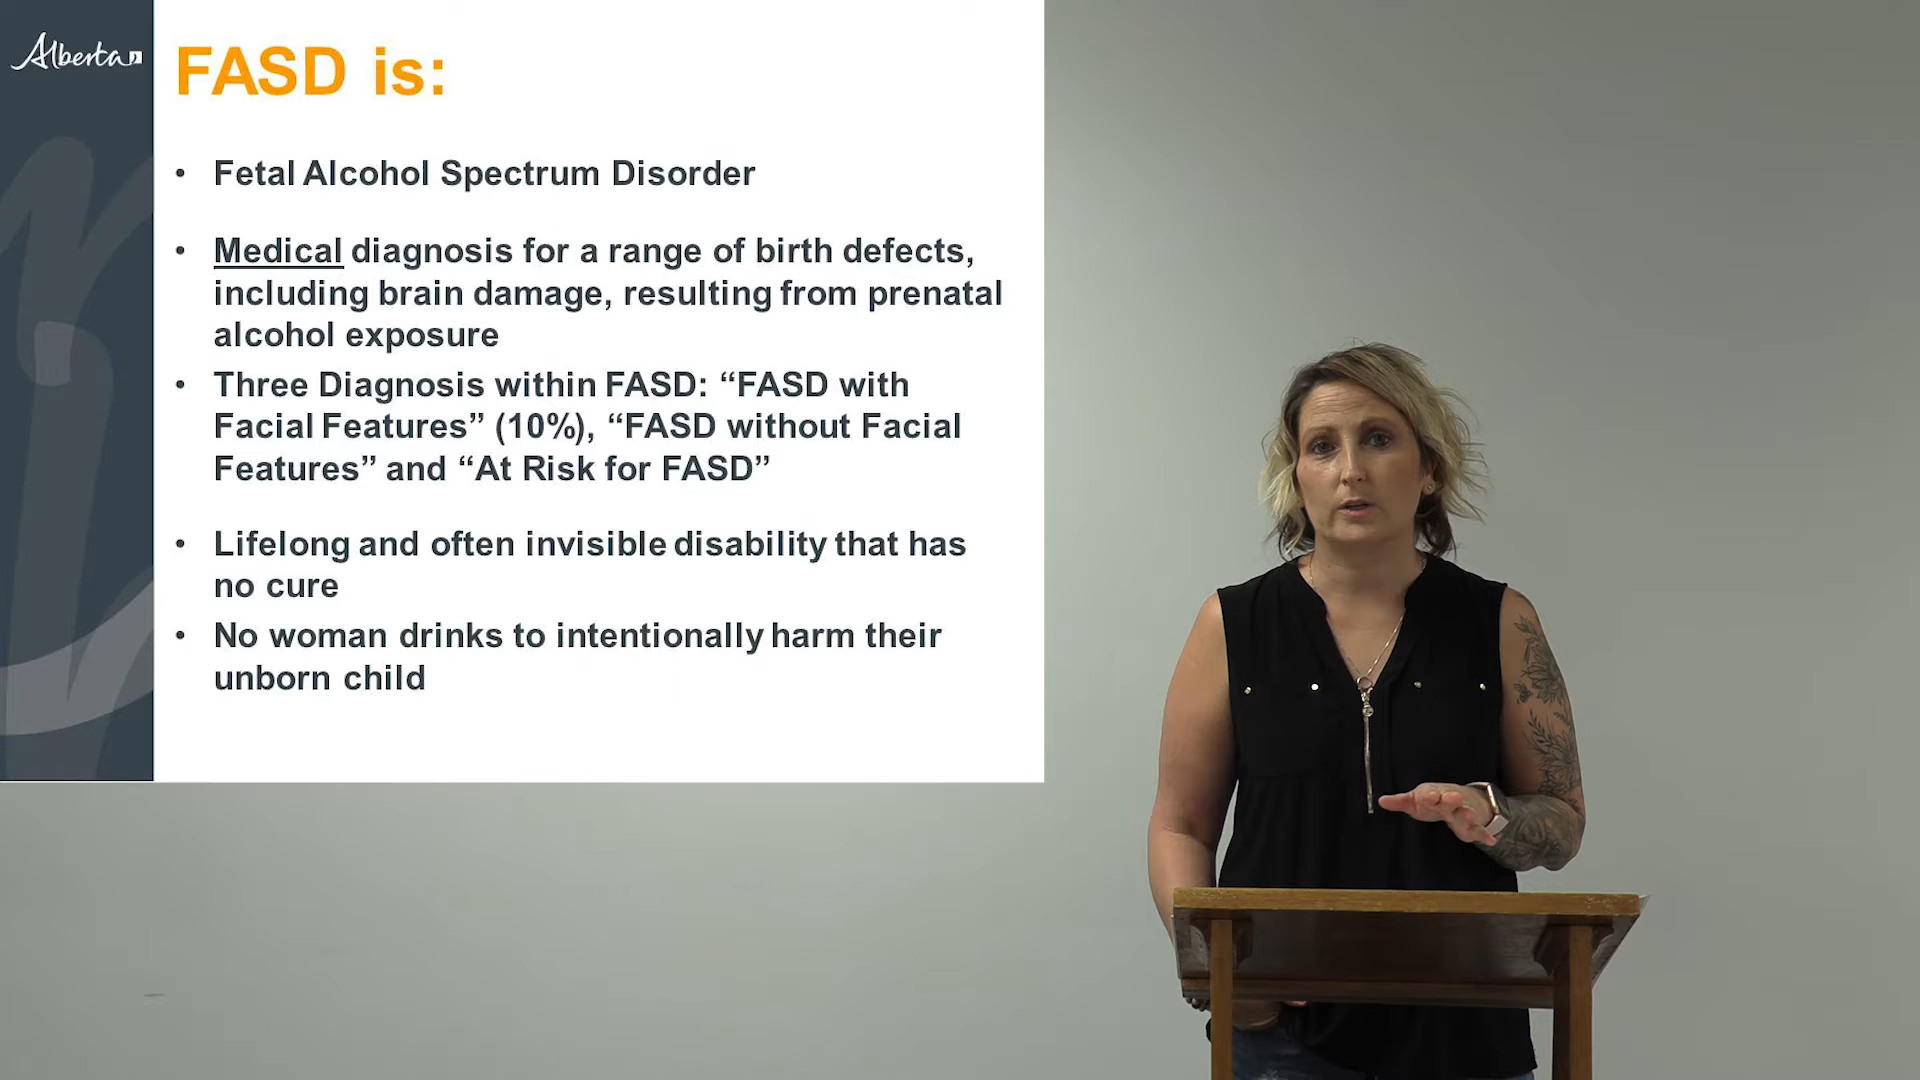 Alberta
FASD is:
• Fetal Alcohol Spectrum Disorder
• Medical diagnosis for a range of birth defects,
including brain damage, resulting from prenatal
alcohol exposure
• Three Diagnosis within FASD: “FASD with
Facial Features” (10%), “FASD without Facial
Features” and “At Risk for FASD”
• Lifelong and often invisible disability that has
no cure
• No woman drinks to intentionally harm their
unborn child